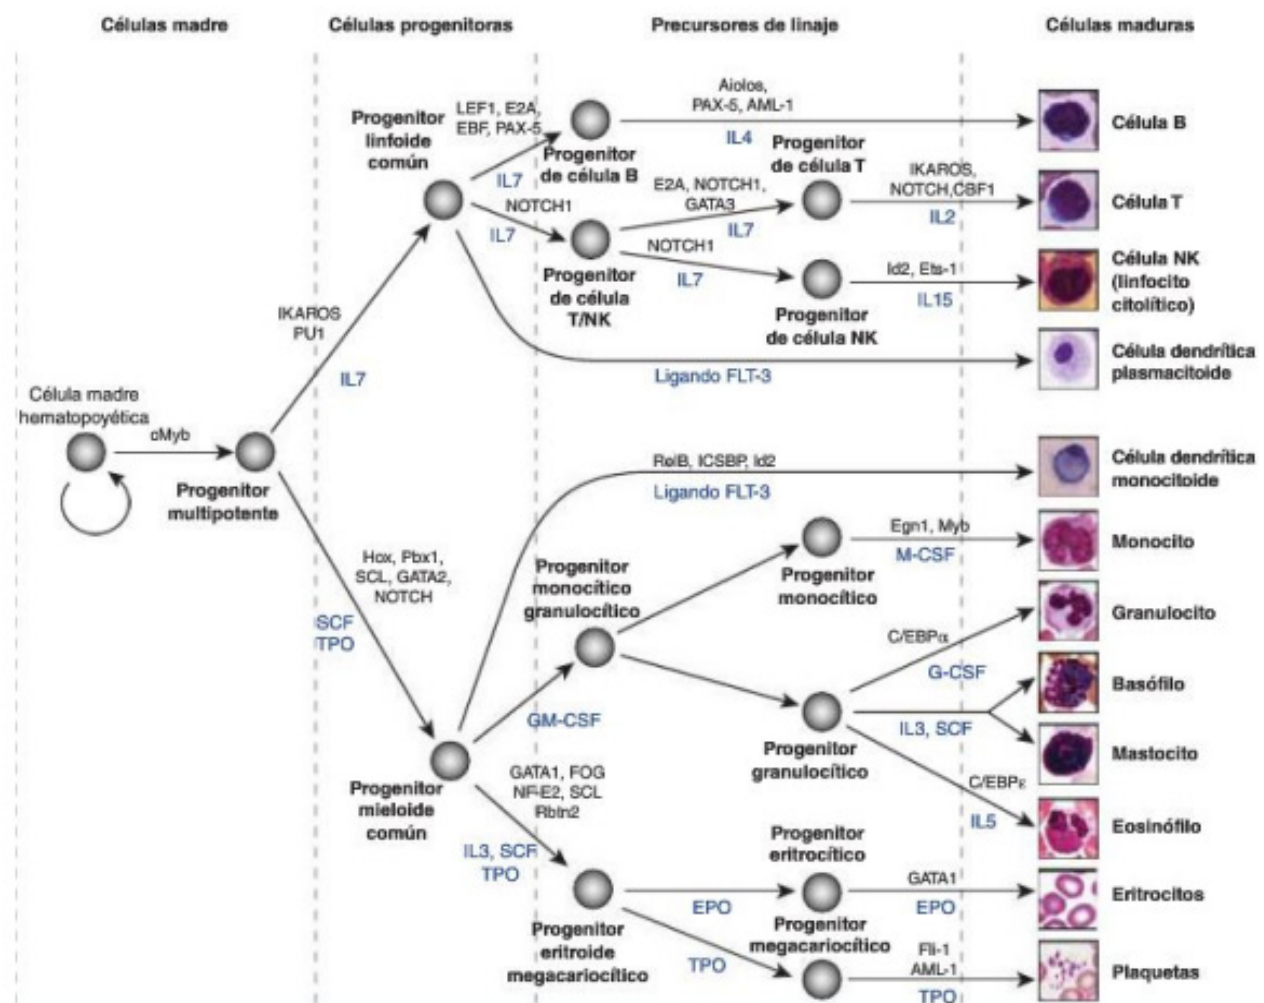 Células madre
Células progenitoras
Precursores de linaje
Células maduras
Progenitor
linfoide
común
LEF1, E2A,
EBF, PAX-5
IL7
Progenitor
de célula B
Aiolos,
PAX-5, AML-1
IL4
Célula B
NOTCH1
IL7
Progenitor
de célula
T/NK
E2A, NOTCH1,
GATA3
IL7
Progenitor
de célula T
IKAROS,
NOTCH,CBF1
IL2
Célula T
NOTCH1
IL7
Progenitor
de célula NK
Id2, Ets-1
IL15
Célula NK
(linfocito
citolítico)
Ligando FLT-3
Célula dendrítica
plasmacitoide
IKAROS
PU1
IL7
Célula madre
hematopoyética
cMyb
Progenitor
multipotente
Hox, Pbx1,
SCL, GATA2,
NOTCH
SCF
TPO
Progenitor
mieloide
común
RelB, ICSBP, Id2
Ligando FLT-3
Célula dendrítica
monocitoide
GM-CSF
Progenitor
monocítico
granulocítico
Progenitor
monocítico
Egn1, Myb
M-CSF
Monocito
Progenitor
granulocítico
C/EBPα
G-CSF
Granulocito
IL3, SCF
Basófilo
Mastocito
C/EBPε
IL5
Eosinófilo
GATA1, FOG
NF-E2, SCL
Rbtn2
IL3, SCF
TPO
Progenitor
eritroide
megacariocítico
EPO
Progenitor
eritrocítico
GATA1
EPO
Eritrocitos
TPO
Progenitor
megacariocítico
Fli-1
AML-1
TPO
Plaquetas